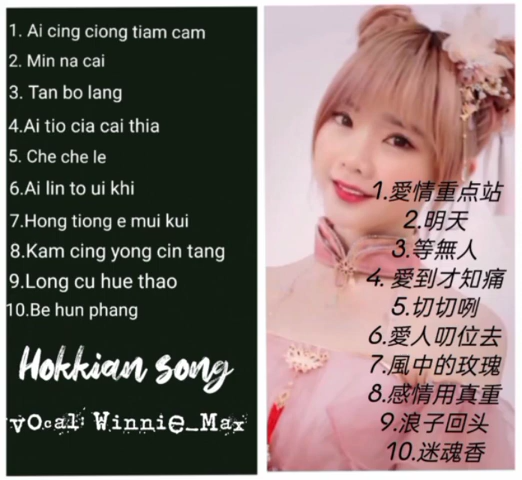 1. Ai cing ciong tiam cam
2. Min na cai
3. Tan bo lang
4.Ai tio cia cai thia
5. Che che le
6.Ai lin to ui khi
7.Hong tiong e mui kui
8.Kam cing yong cin tang
9.Long cu hue thao
10.Be hun phang
Hokkian song
vocal: Winnie_Max
1.愛情重点站
2.明天
3.等無人
4. 愛到才知痛
5.切切咧
6.愛人叨位去
7.風中的玫瑰
8.感情用真重
9.浪子回头
10.迷魂香